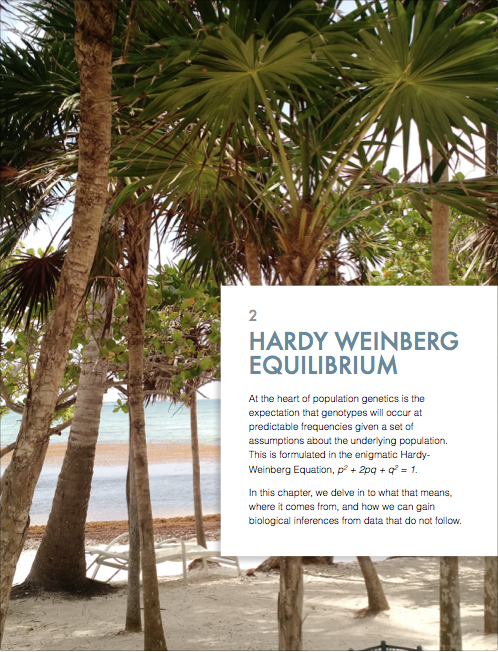 2
HARDY WEINBERG
EQUILIBRIUM
At the heart of population genetics is the
expectation that genotypes will occur at
predictable frequencies given a set of
assumptions about the underlying population.
This is formulated in the enigmatic Hardy-
Weinberg Equation, p² + 2pq + q² = 1.
In this chapter, we delve in to what that means,
where it comes from, and how we can gain
biological inferences from data that do not follow.